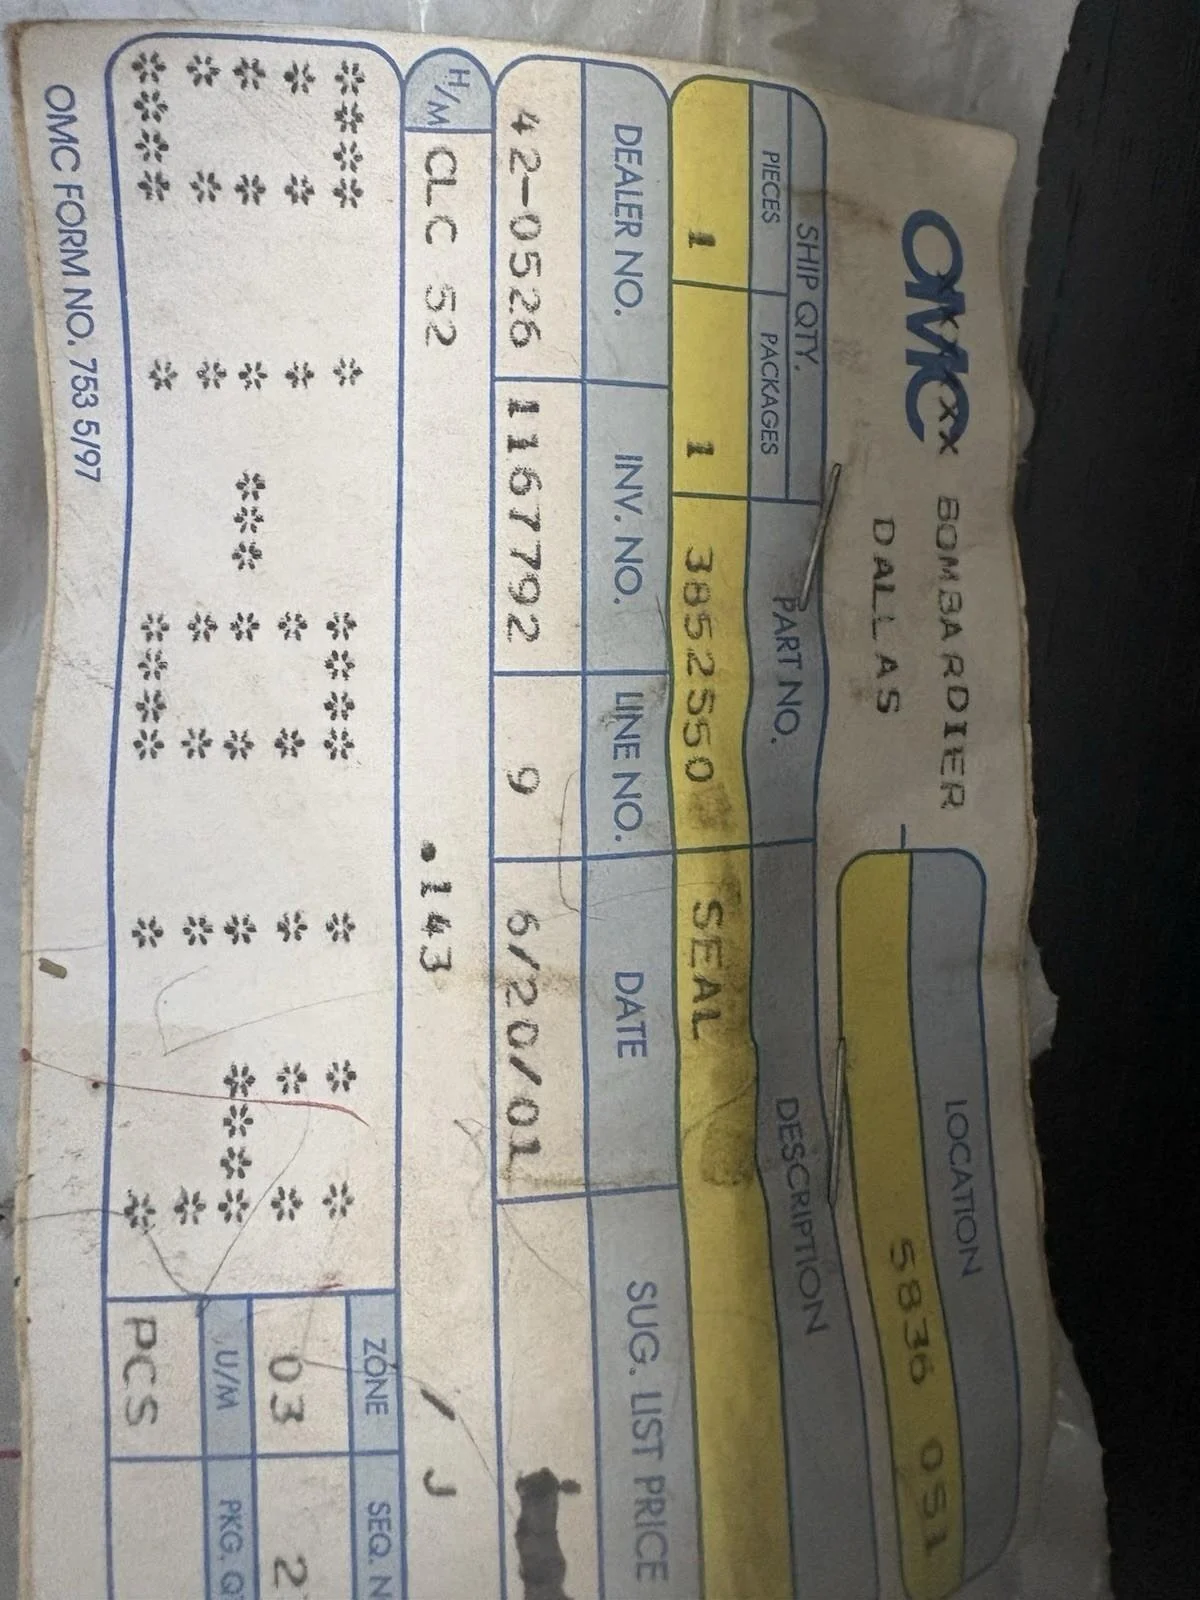 OMC BOMBARDIER
DALLAS
LOCATION
5836 051
SHIP QTY.
PIECES PACKAGES PART NO. DESCRIPTION
1 1 3852550 SEAL
DEALER NO. INV. NO. LINE NO. DATE SUG. LIST PRICE
42-0526 1167792 9 6/20/01
H/M CLC 52 .143 / J
01-014
ZONE SEQ. N
03 2
U/M PKG. Q
PCS
OMC FORM NO. 753 5/97